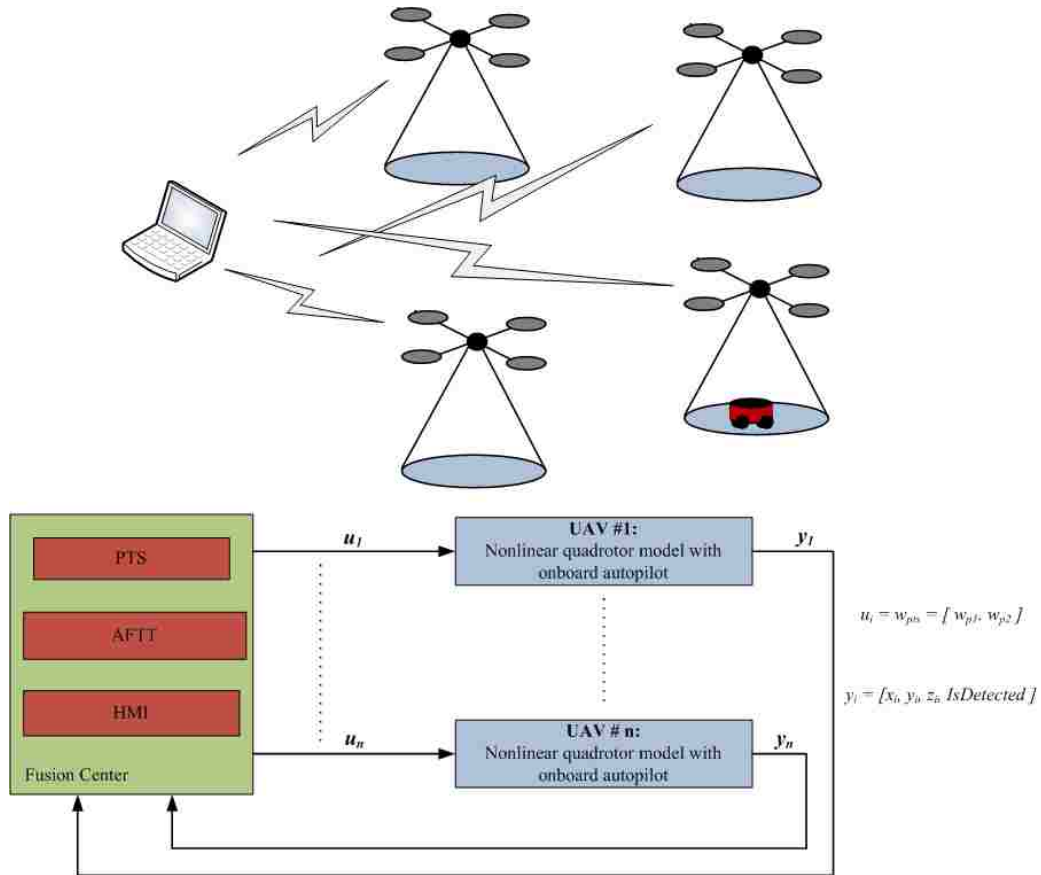 PTS
AFTT
HMI
Fusion Center
u1
un
UAV #1:
Nonlinear quadrotor model with
onboard autopilot
UAV # n:
Nonlinear quadrotor model with
onboard autopilot
y1
yn
ui = wpts = [ wp1, wp2 ]
yi = [xi, yi, zi, IsDetected ]